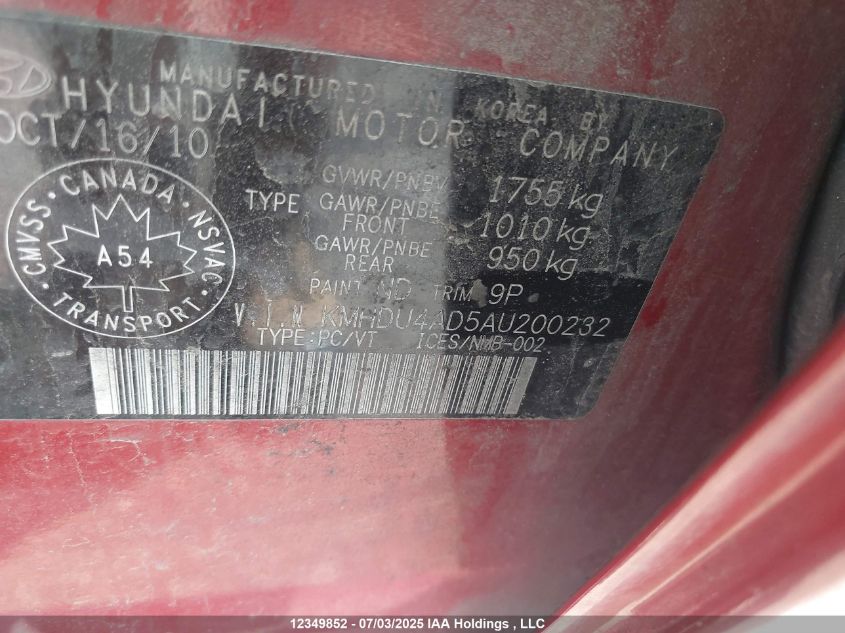 MANUFACTURED IN KOREA BY
HYUNDAI MOTOR COMPANY
OCT/16/10
GVWR/PNBV 1755 kg
TYPE GAWR/PNBE FRONT 1010 kg
GAWR/PNBE REAR 950 kg
PAINT ND TRIM 9P
V.I.N KMHDU4AD5AU200232
TYPE:PC/VT ICES/NMB-002
CANADA
CMVSS NSVAC
A54
TRANSPORT
12349852 - 07/03/2025 IAA Holdings, LLC